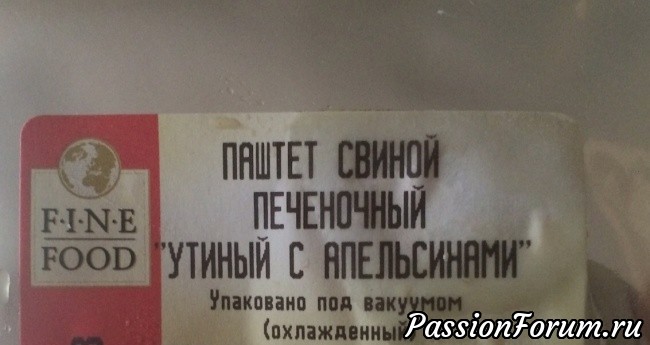 F·I·N·E
FOOD
ПАШТЕТ СВИНОЙ
ПЕЧЕНОЧНЫЙ
"УТИНЫЙ С АПЕЛЬСИНАМИ"
Упаковано под вакуумом
(охлажденный)
PassionForum.ru